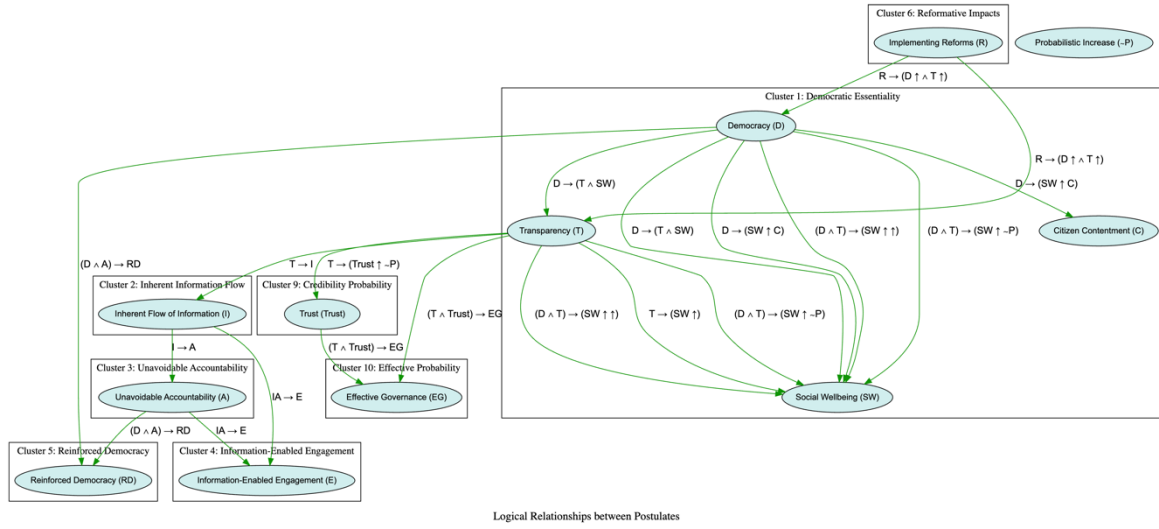 Cluster 6: Reformative Impacts
Implementing Reforms (R)
Probabilistic Increase (~P)
R → (D ↑ ∧ T ↑)
Cluster 1: Democratic Essentiality
Democracy (D)
R → (D ↑ ∧ T ↑)
D → (SW ↑ C)
D → (T ∧ SW)
Transparency (T)
D → (T ∧ SW)
D → (SW ↑ C)
(D ∧ T) → (SW ↑ ↑)
(D ∧ T) → (SW ↑ ~P)
Citizen Contentment (C)
(D ∧ A) → RD
T → I
T → (Trust ↑ ~P)
Cluster 2: Inherent Information Flow
Cluster 9: Credibility Probability
Inherent Flow of Information (I)
Trust (Trust)
(T ∧ Trust) → EG
(D ∧ T) → (SW ↑ ↑)
T → (SW ↑)
(D ∧ T) → (SW ↑ ~P)
I → A
(T ∧ Trust) → EG
Cluster 3: Unavoidable Accountability
Cluster 10: Effective Probability
Unavoidable Accountability (A)
IA → E
Effective Governance (EG)
Social Wellbeing (SW)
(D ∧ A) → RD
IA → E
Cluster 5: Reinforced Democracy
Cluster 4: Information-Enabled Engagement
Reinforced Democracy (RD)
Information-Enabled Engagement (E)
Logical Relationships between Postulates